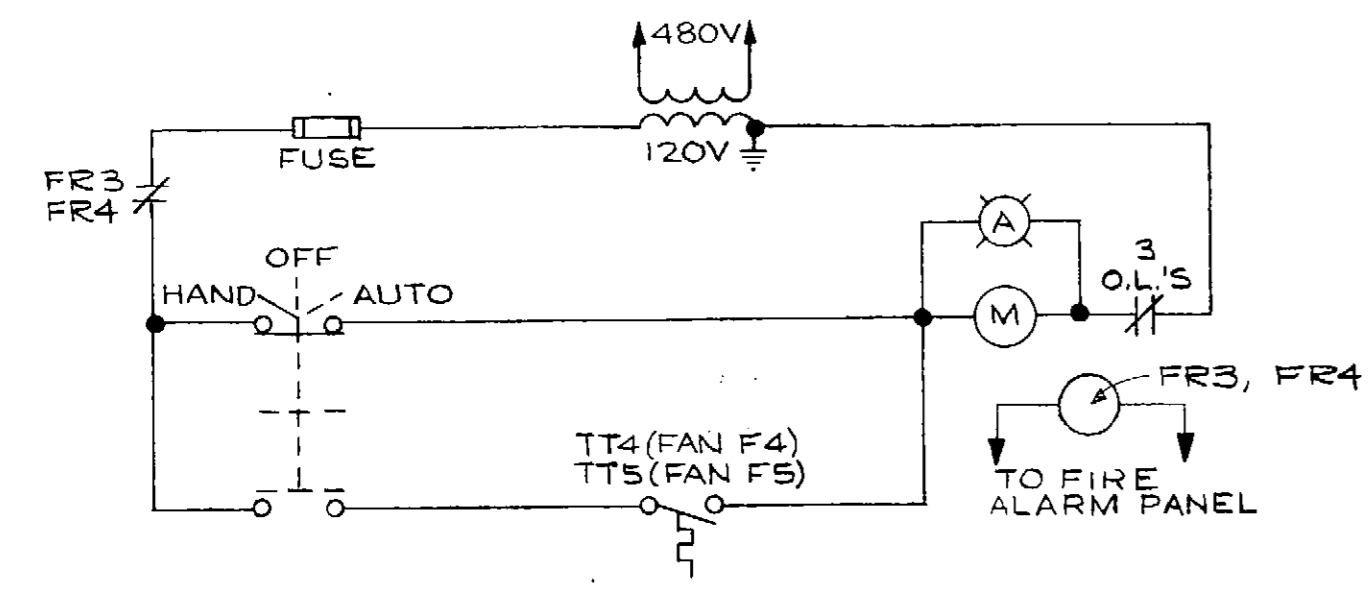 480V
FUSE
120V
FR3
FR4
A
OFF
3
O.L.'S
HAND
AUTO
M
FR3, FR4
TT4 (FAN F4)
TT5 (FAN F5)
TO FIRE
ALARM PANEL